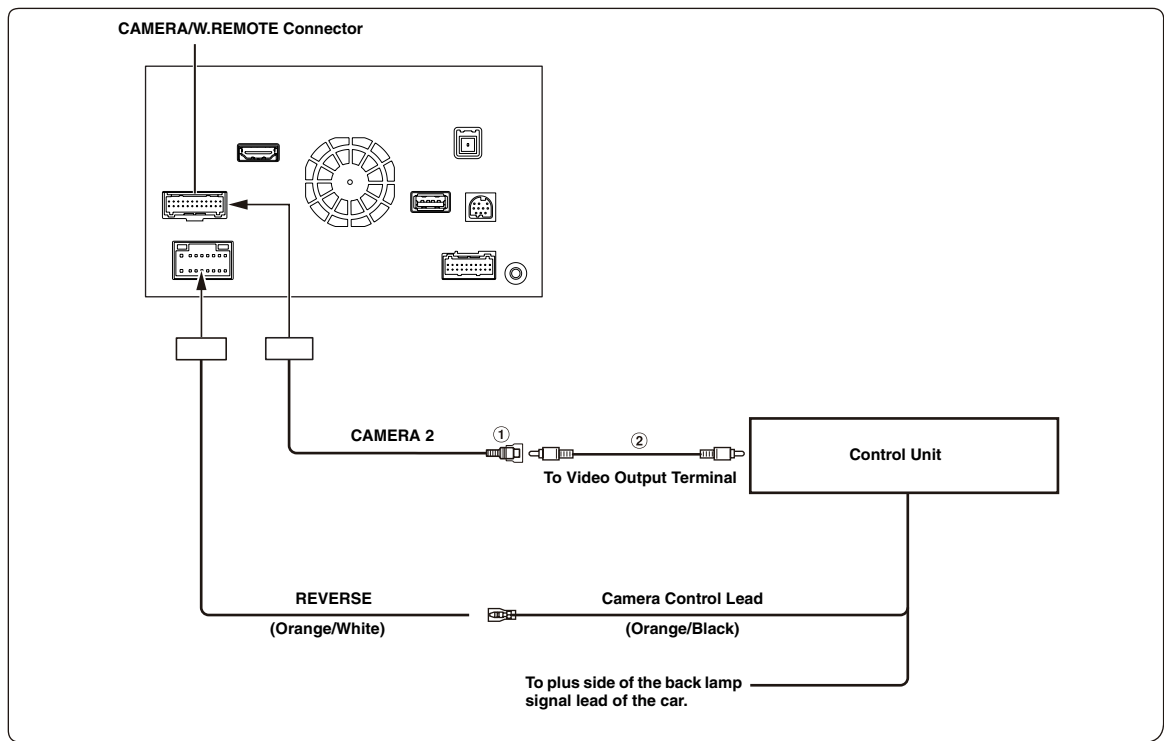 CAMERA/W.REMOTE Connector
CAMERA 2
①
②
To Video Output Terminal
Control Unit
REVERSE
(Orange/White)
Camera Control Lead
(Orange/Black)
To plus side of the back lamp
signal lead of the car.